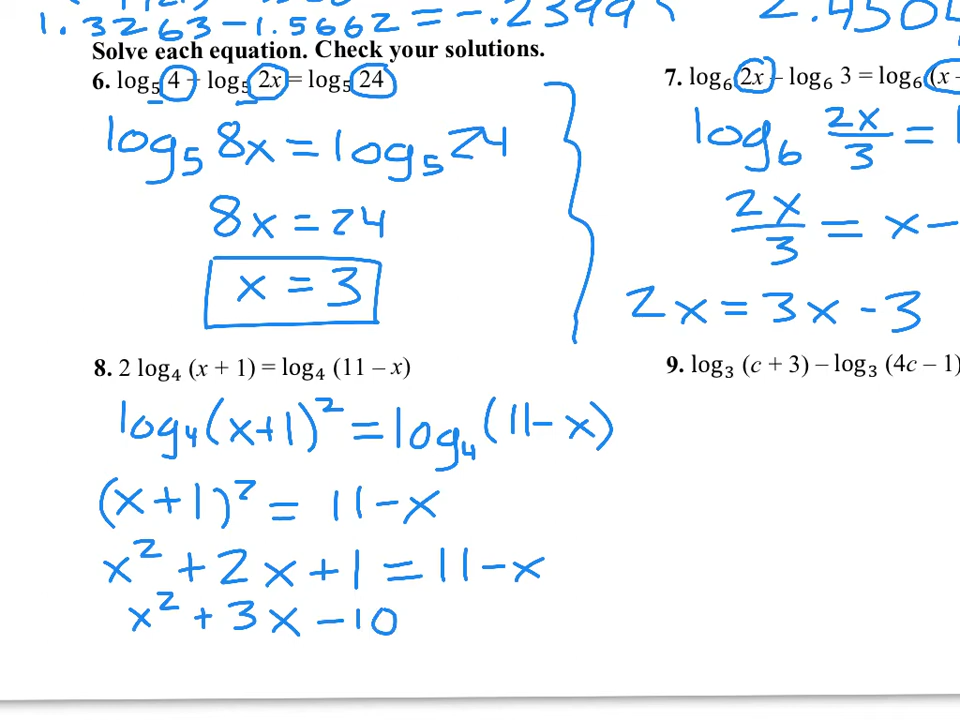 1.3263-1.5662 = -.2399
2.450
Solve each equation. Check your solutions.
6. log₅ 4 + log₅ 2x = log₅ 24
log₅ 8x = log₅ 24
8x = 24
x = 3
7. log₆ 2x – log₆ 3 = log₆ (x –
log₆ 2x/3 =
2x/3 = x –
2x = 3x - 3
8. 2 log₄ (x + 1) = log₄ (11 – x)
log₄ (x+1)² = log₄ (11 - x)
(x+1)² = 11 - x
x² + 2x + 1 = 11 - x
x² + 3x - 10
9. log₃ (c + 3) – log₃ (4c – 1)